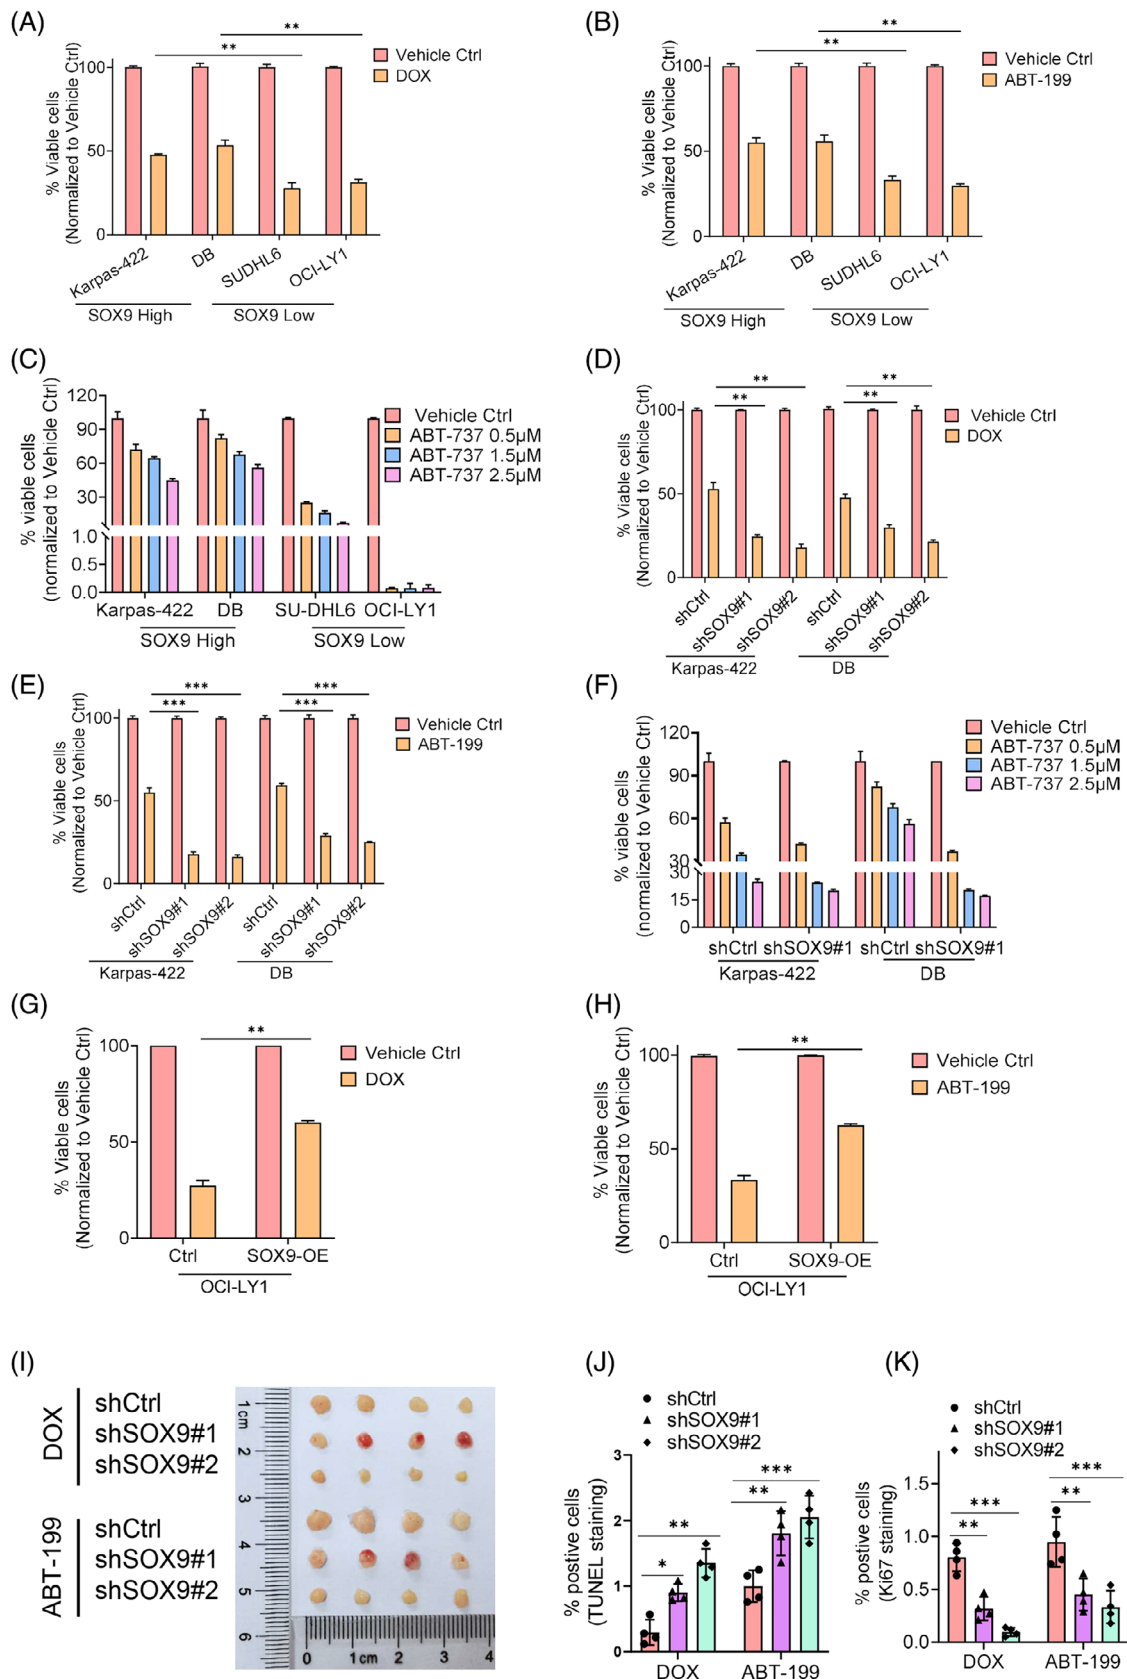 (A)
**
**
% Viable cells
(Normalized to Vehicle Ctrl)
100
50
0
Vehicle Ctrl
DOX
Karpas-422
DB
SUDHL6
OCI-LY1
SOX9 High
SOX9 Low
(B)
**
**
% Viable cells
(Normalized to Vehicle Ctrl)
100
50
0
Vehicle Ctrl
ABT-199
Karpas-422
DB
SUDHL6
OCI-LY1
SOX9 High
SOX9 Low
(C)
% viable cells
(normalized to Vehicle Ctrl)
120
90
60
30
1.0
0.5
0.0
Vehicle Ctrl
ABT-737 0.5μM
ABT-737 1.5μM
ABT-737 2.5μM
Karpas-422
DB
SU-DHL6
OCI-LY1
SOX9 High
SOX9 Low
(D)
**
**
**
**
% Viable cells
(Normalized to Vehicle Ctrl)
100
50
0
Vehicle Ctrl
DOX
shCtrl
shSOX9#1
shSOX9#2
shCtrl
shSOX9#1
shSOX9#2
Karpas-422
DB
(E)
***
***
***
***
% Viable cells
(Normalized to Vehicle Ctrl)
100
50
0
Vehicle Ctrl
ABT-199
shCtrl
shSOX9#1
shSOX9#2
shCtrl
shSOX9#1
shSOX9#2
Karpas-422
DB
(F)
% viable cells
(normalized to Vehicle Ctrl)
120
90
60
30
30
15
0
Vehicle Ctrl
ABT-737 0.5μM
ABT-737 1.5μM
ABT-737 2.5μM
shCtrl
shSOX9#1
shCtrl
shSOX9#1
Karpas-422
DB
(G)
**
% Viable cells
(Normalized to Vehicle Ctrl)
100
50
0
Vehicle Ctrl
DOX
Ctrl
SOX9-OE
OCI-LY1
(H)
**
% Viable cells
(Normalized to Vehicle Ctrl)
100
50
0
Vehicle Ctrl
ABT-199
Ctrl
SOX9-OE
OCI-LY1
(I)
DOX
shCtrl
shSOX9#1
shSOX9#2
ABT-199
shCtrl
shSOX9#1
shSOX9#2
1 cm
2
3
4
5
6
0
1cm
2
3
4
(J)
shCtrl
shSOX9#1
shSOX9#2
% postive cells
(TUNEL staining)
3
2
1
0
*
**
**
***
DOX
ABT-199
(K)
shCtrl
shSOX9#1
shSOX9#2
% postive cells
(Ki67 staining)
1.5
1.0
0.5
0.0
***
**
***
**
DOX
ABT-199